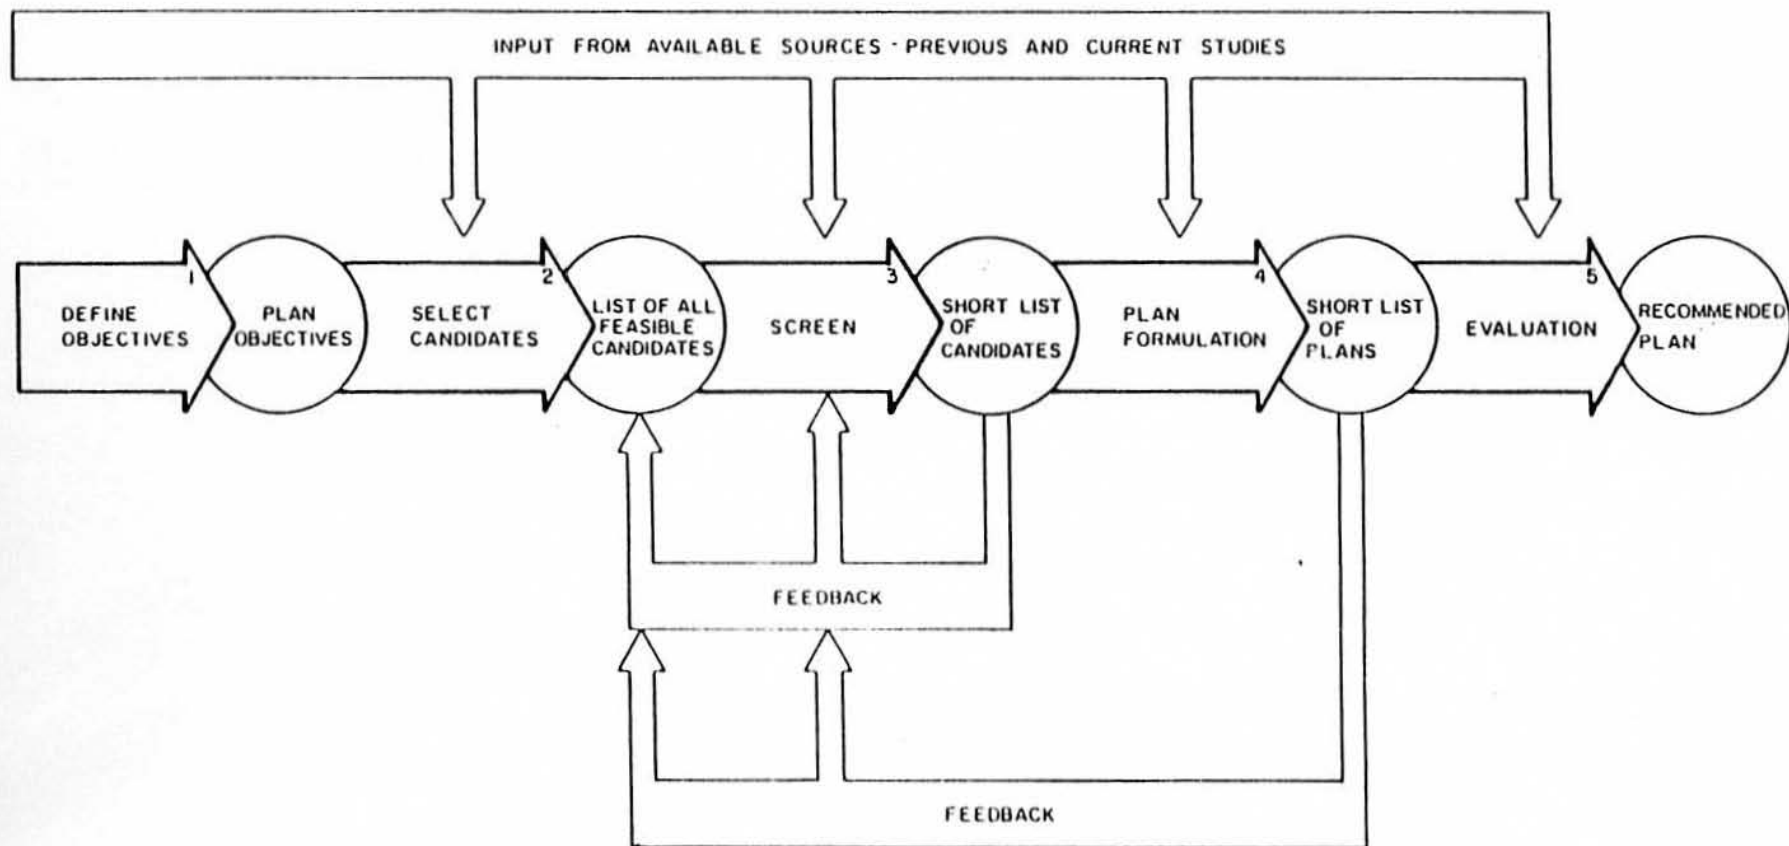 INPUT FROM AVAILABLE SOURCES - PREVIOUS AND CURRENT STUDIES
1
DEFINE
OBJECTIVES
PLAN
OBJECTIVES
2
SELECT
CANDIDATES
LIST OF ALL
FEASIBLE
CANDIDATES
3
SCREEN
SHORT LIST
OF
CANDIDATES
4
PLAN
FORMULATION
SHORT LIST
OF
PLANS
5
EVALUATION
RECOMMENDED
PLAN
FEEDBACK
FEEDBACK